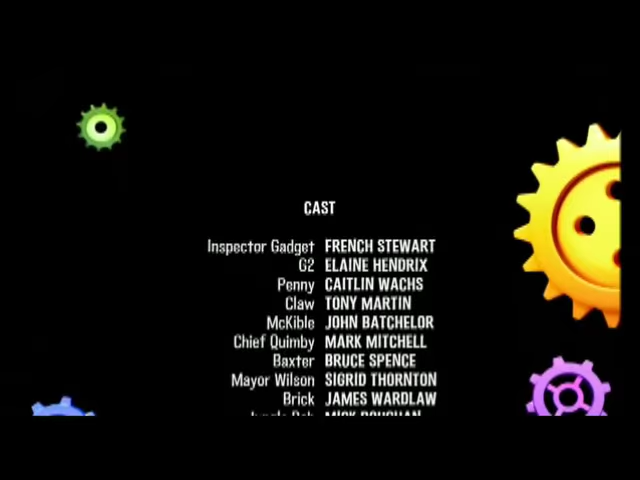 CAST
Inspector Gadget FRENCH STEWART
G2 ELAINE HENDRIX
Penny CAITLIN WACHS
Claw TONY MARTIN
McKible JOHN BATCHELOR
Chief Quimby MARK MITCHELL
Baxter BRUCE SPENCE
Mayor Wilson SIGRID THORNTON
Brick JAMES WARDLAW